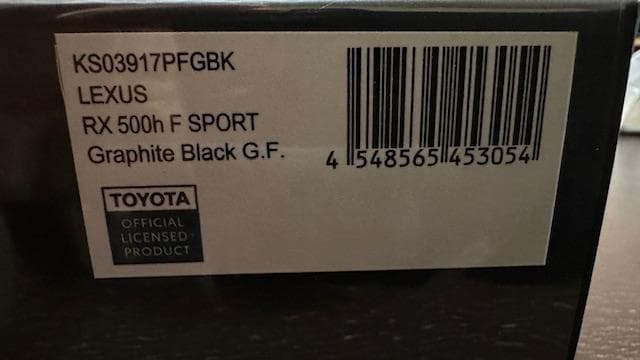 KS03917PFGBK
LEXUS
RX 500h F SPORT
Graphite Black G.F.
4 548565 453054
TOYOTA
OFFICIAL
LICENSED
PRODUCT